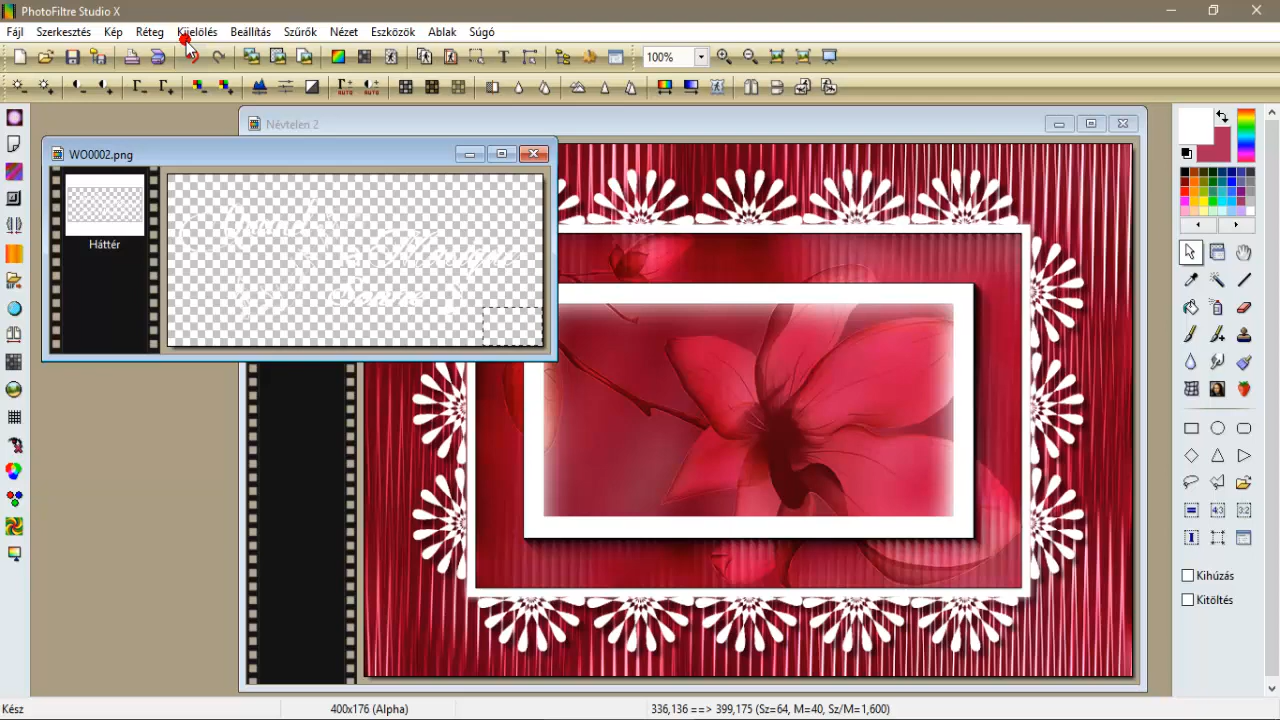 PhotoFiltre Studio X
Fájl Szerkesztés Kép Réteg Kijelölés Beállítás Szűrők Nézet Eszközök Ablak Súgó
100%
Névtelen 2
WO0002.png
Háttér
Kihúzás
Kitöltés
Kész 400x176 (Alpha) 336,136 ==> 399,175 (Sz=64, M=40, Sz/M=1,600)